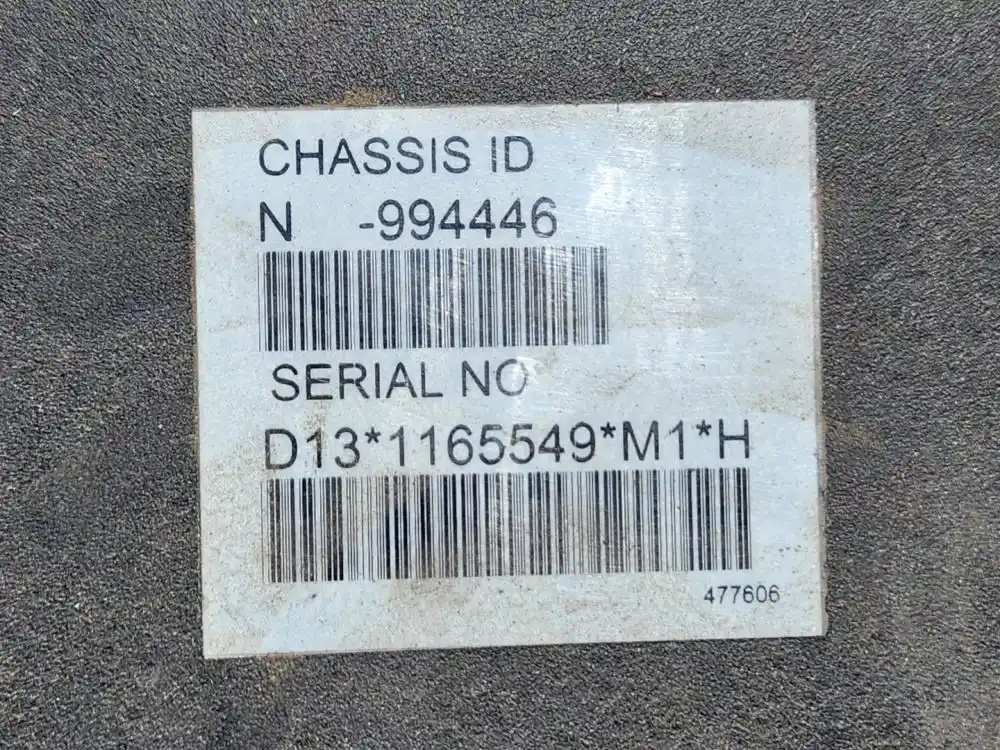 CHASSIS ID
N -994446
SERIAL NO
D13*1165549*M1*H
477606